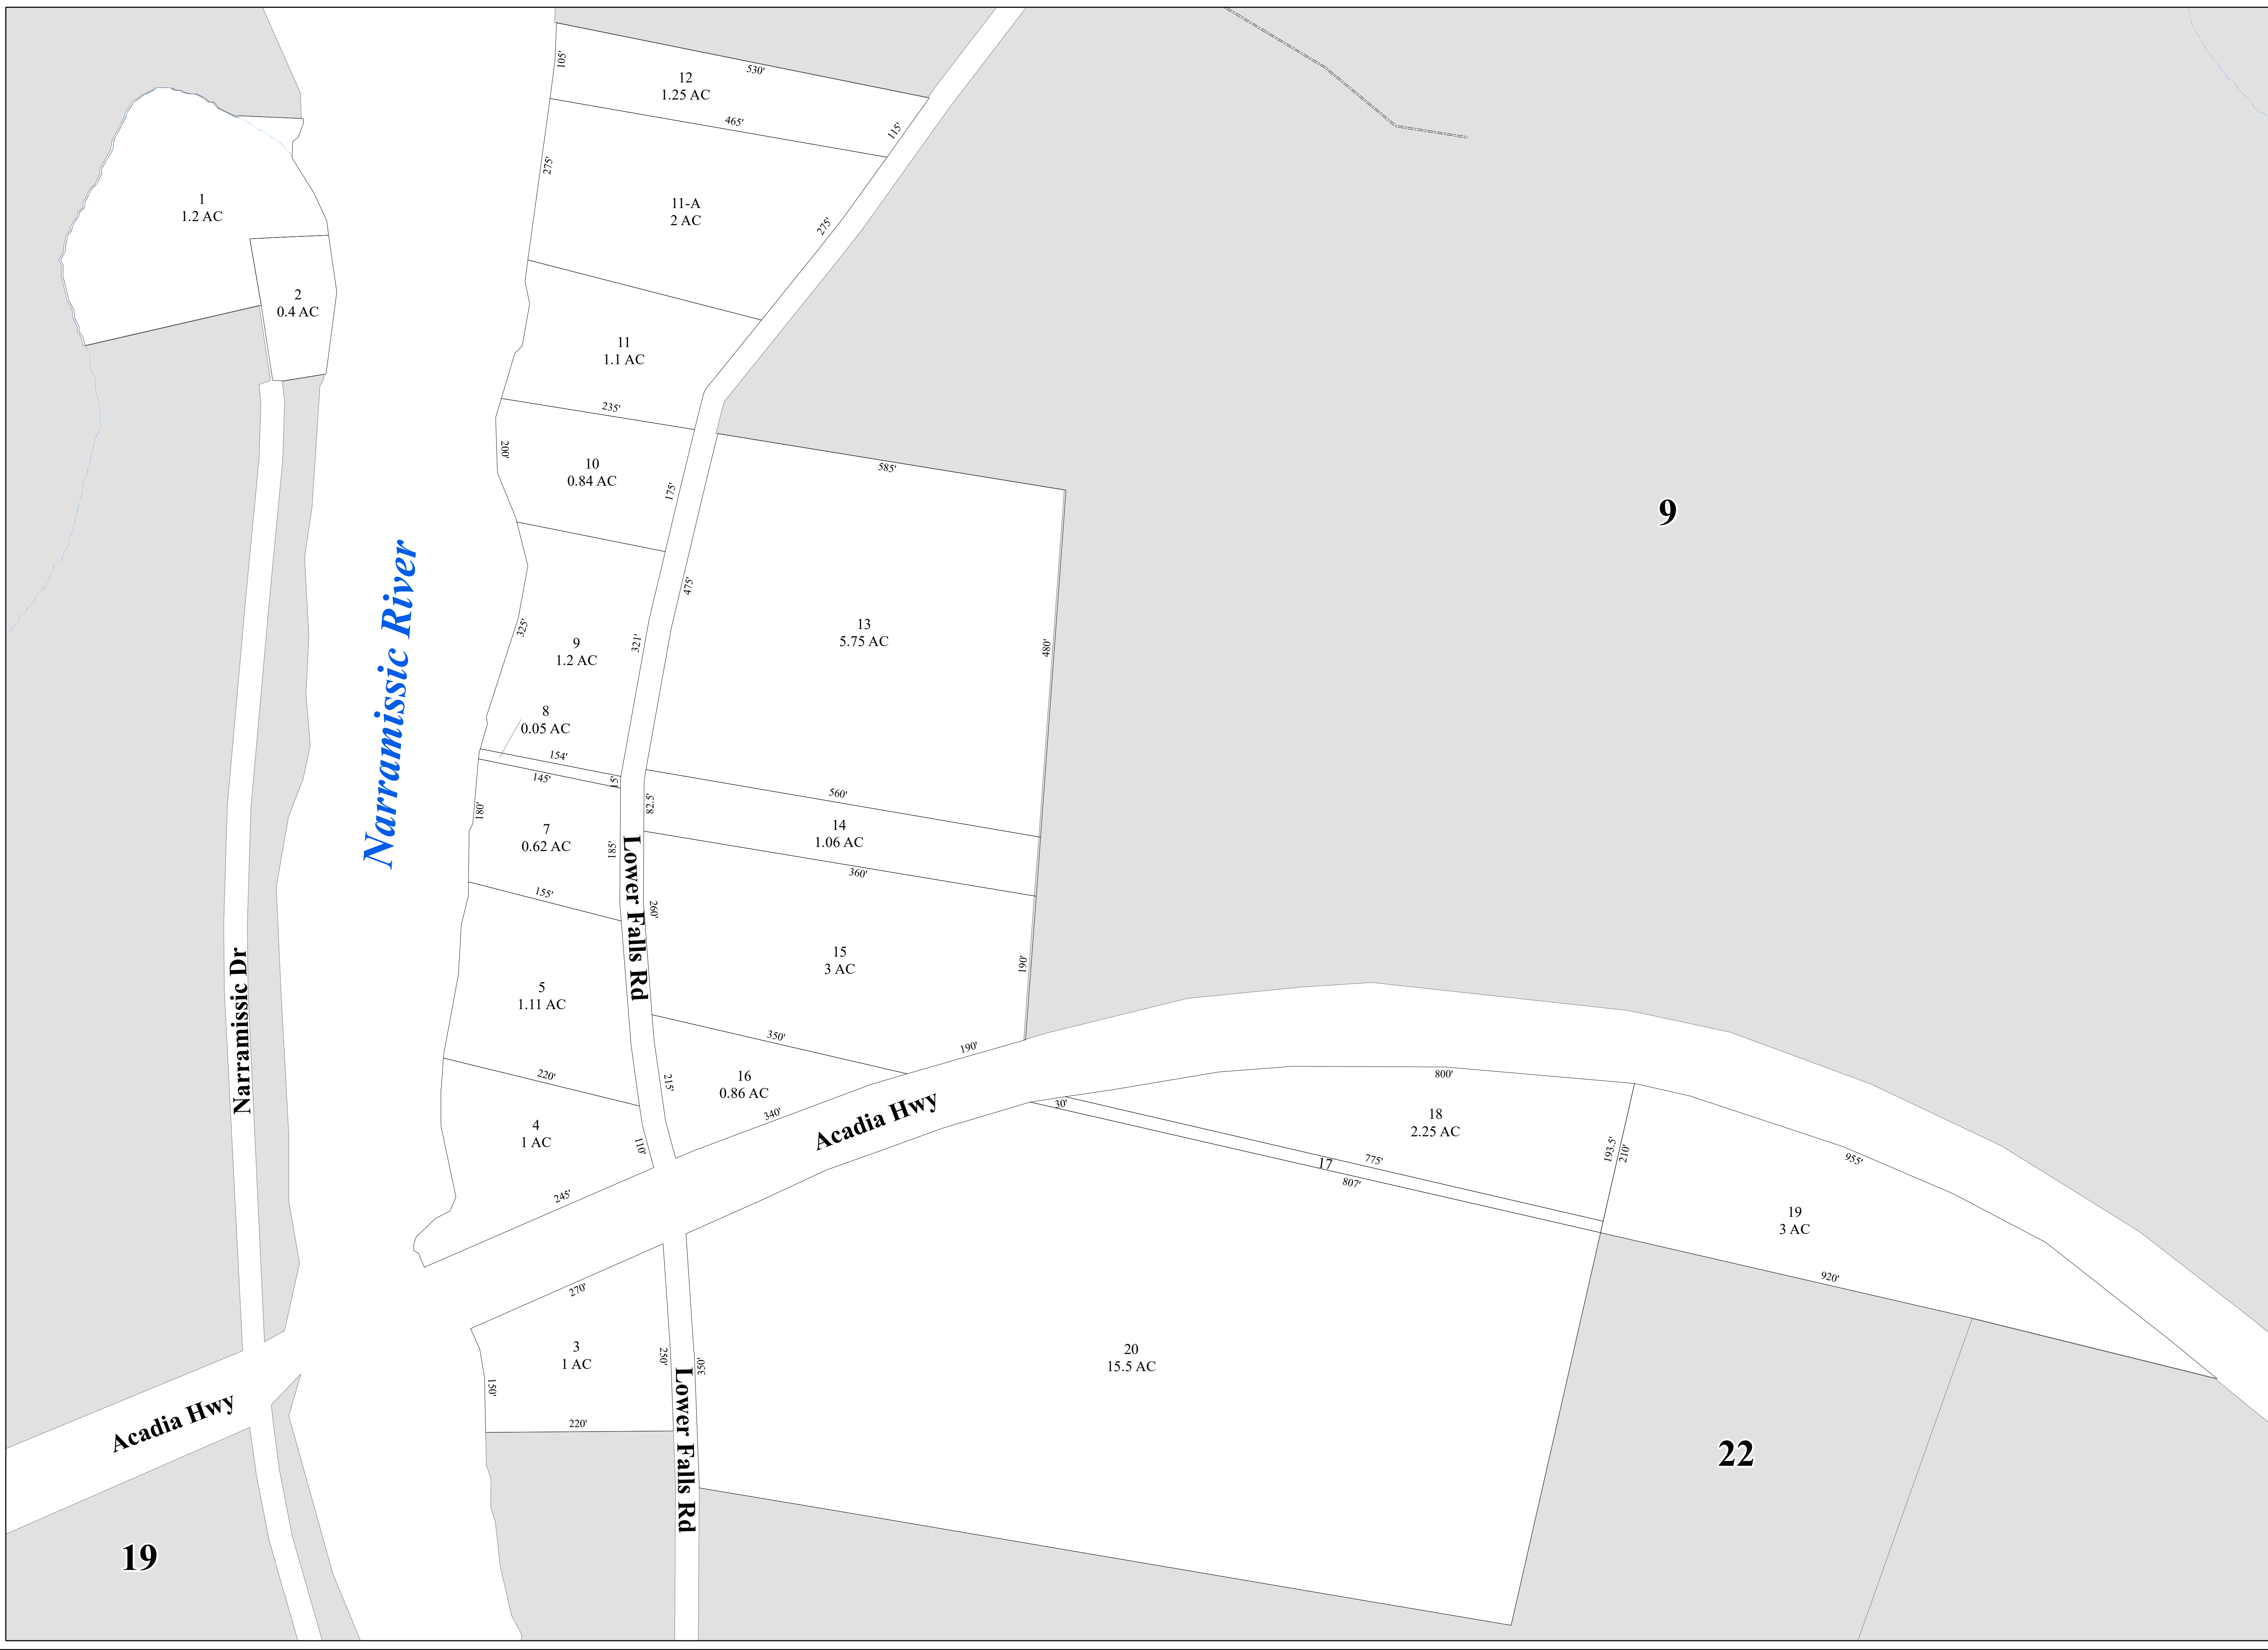 105'
530'
12
1.25 AC
465'
115'
275'
11-A
2 AC
275'
1
1.2 AC
2
0.4 AC
11
1.1 AC
235'
200'
10
0.84 AC
175'
585'
9
475'
13
5.75 AC
480'
Narramissic River
325'
9
1.2 AC
321'
8
0.05 AC
154'
145'
15'
82.5'
560'
180'
7
0.62 AC
185'
14
1.06 AC
360'
155'
Lower Falls Rd
260'
15
3 AC
190'
5
1.11 AC
Narramissic Dr
350'
190'
220'
215'
16
0.86 AC
340'
Acadia Hwy
4
1 AC
110'
245'
800'
30'
18
2.25 AC
193.5'
210'
955'
17
775'
807'
19
3 AC
920'
270'
3
1 AC
250'
350'
150'
220'
Lower Falls Rd
20
15.5 AC
Acadia Hwy
22
19